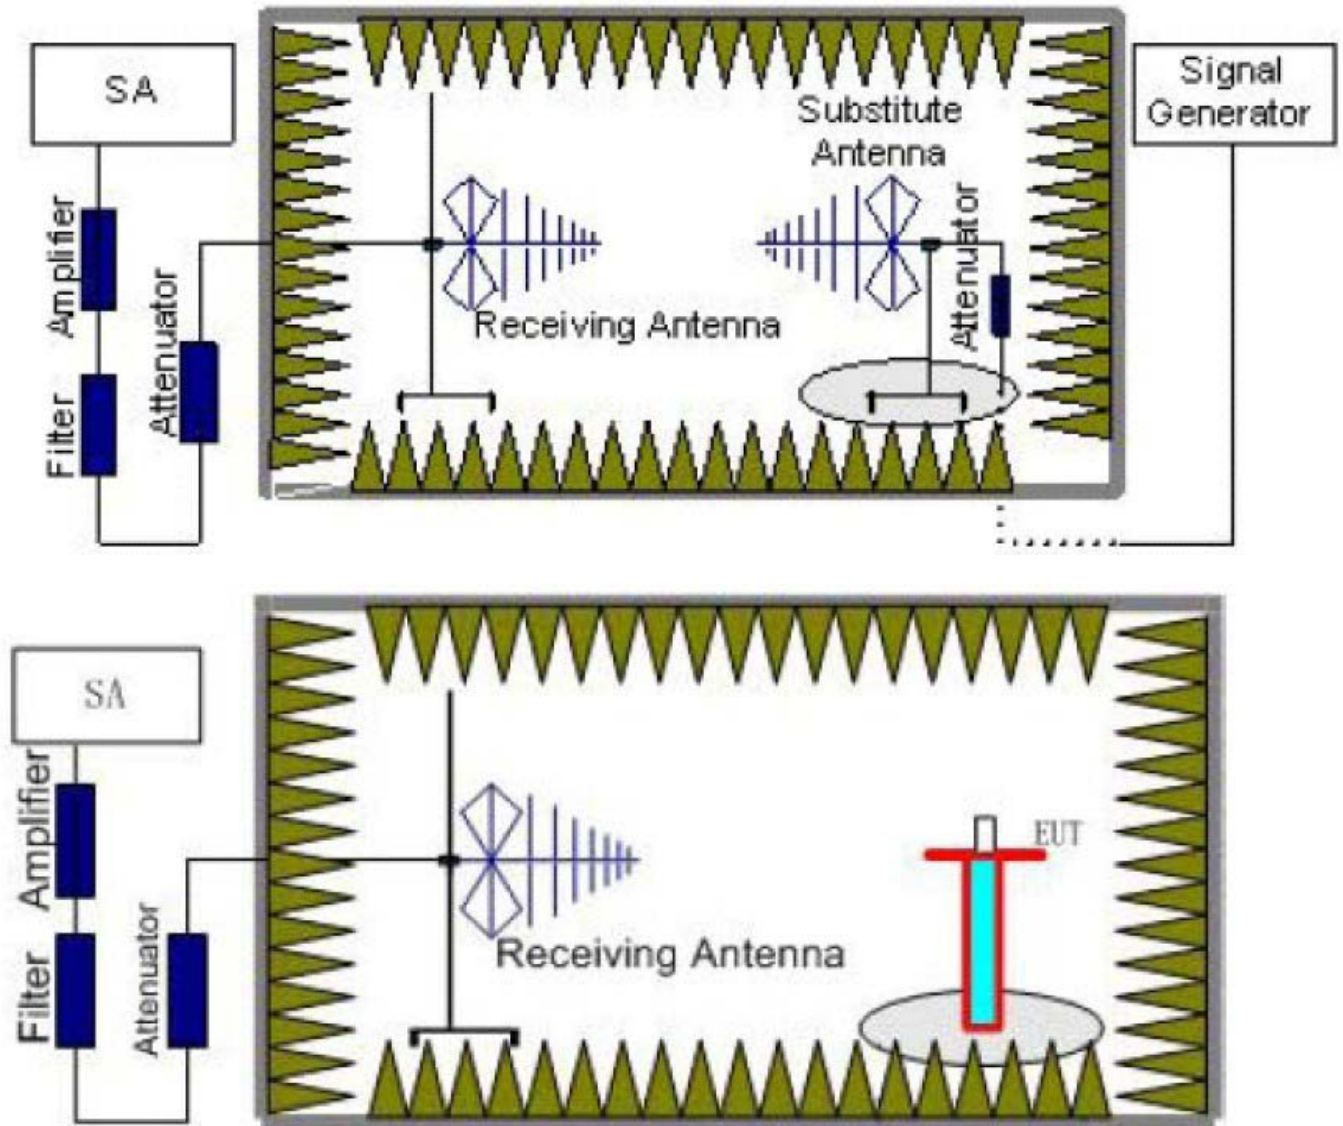 SA
Signal
Generator
Substitute
Antenna
Amplifier
Attenuator
Attenuator
Receiving Antenna
Filter
SA
Amplifier
EUT
Attenuator
Receiving Antenna
Filter